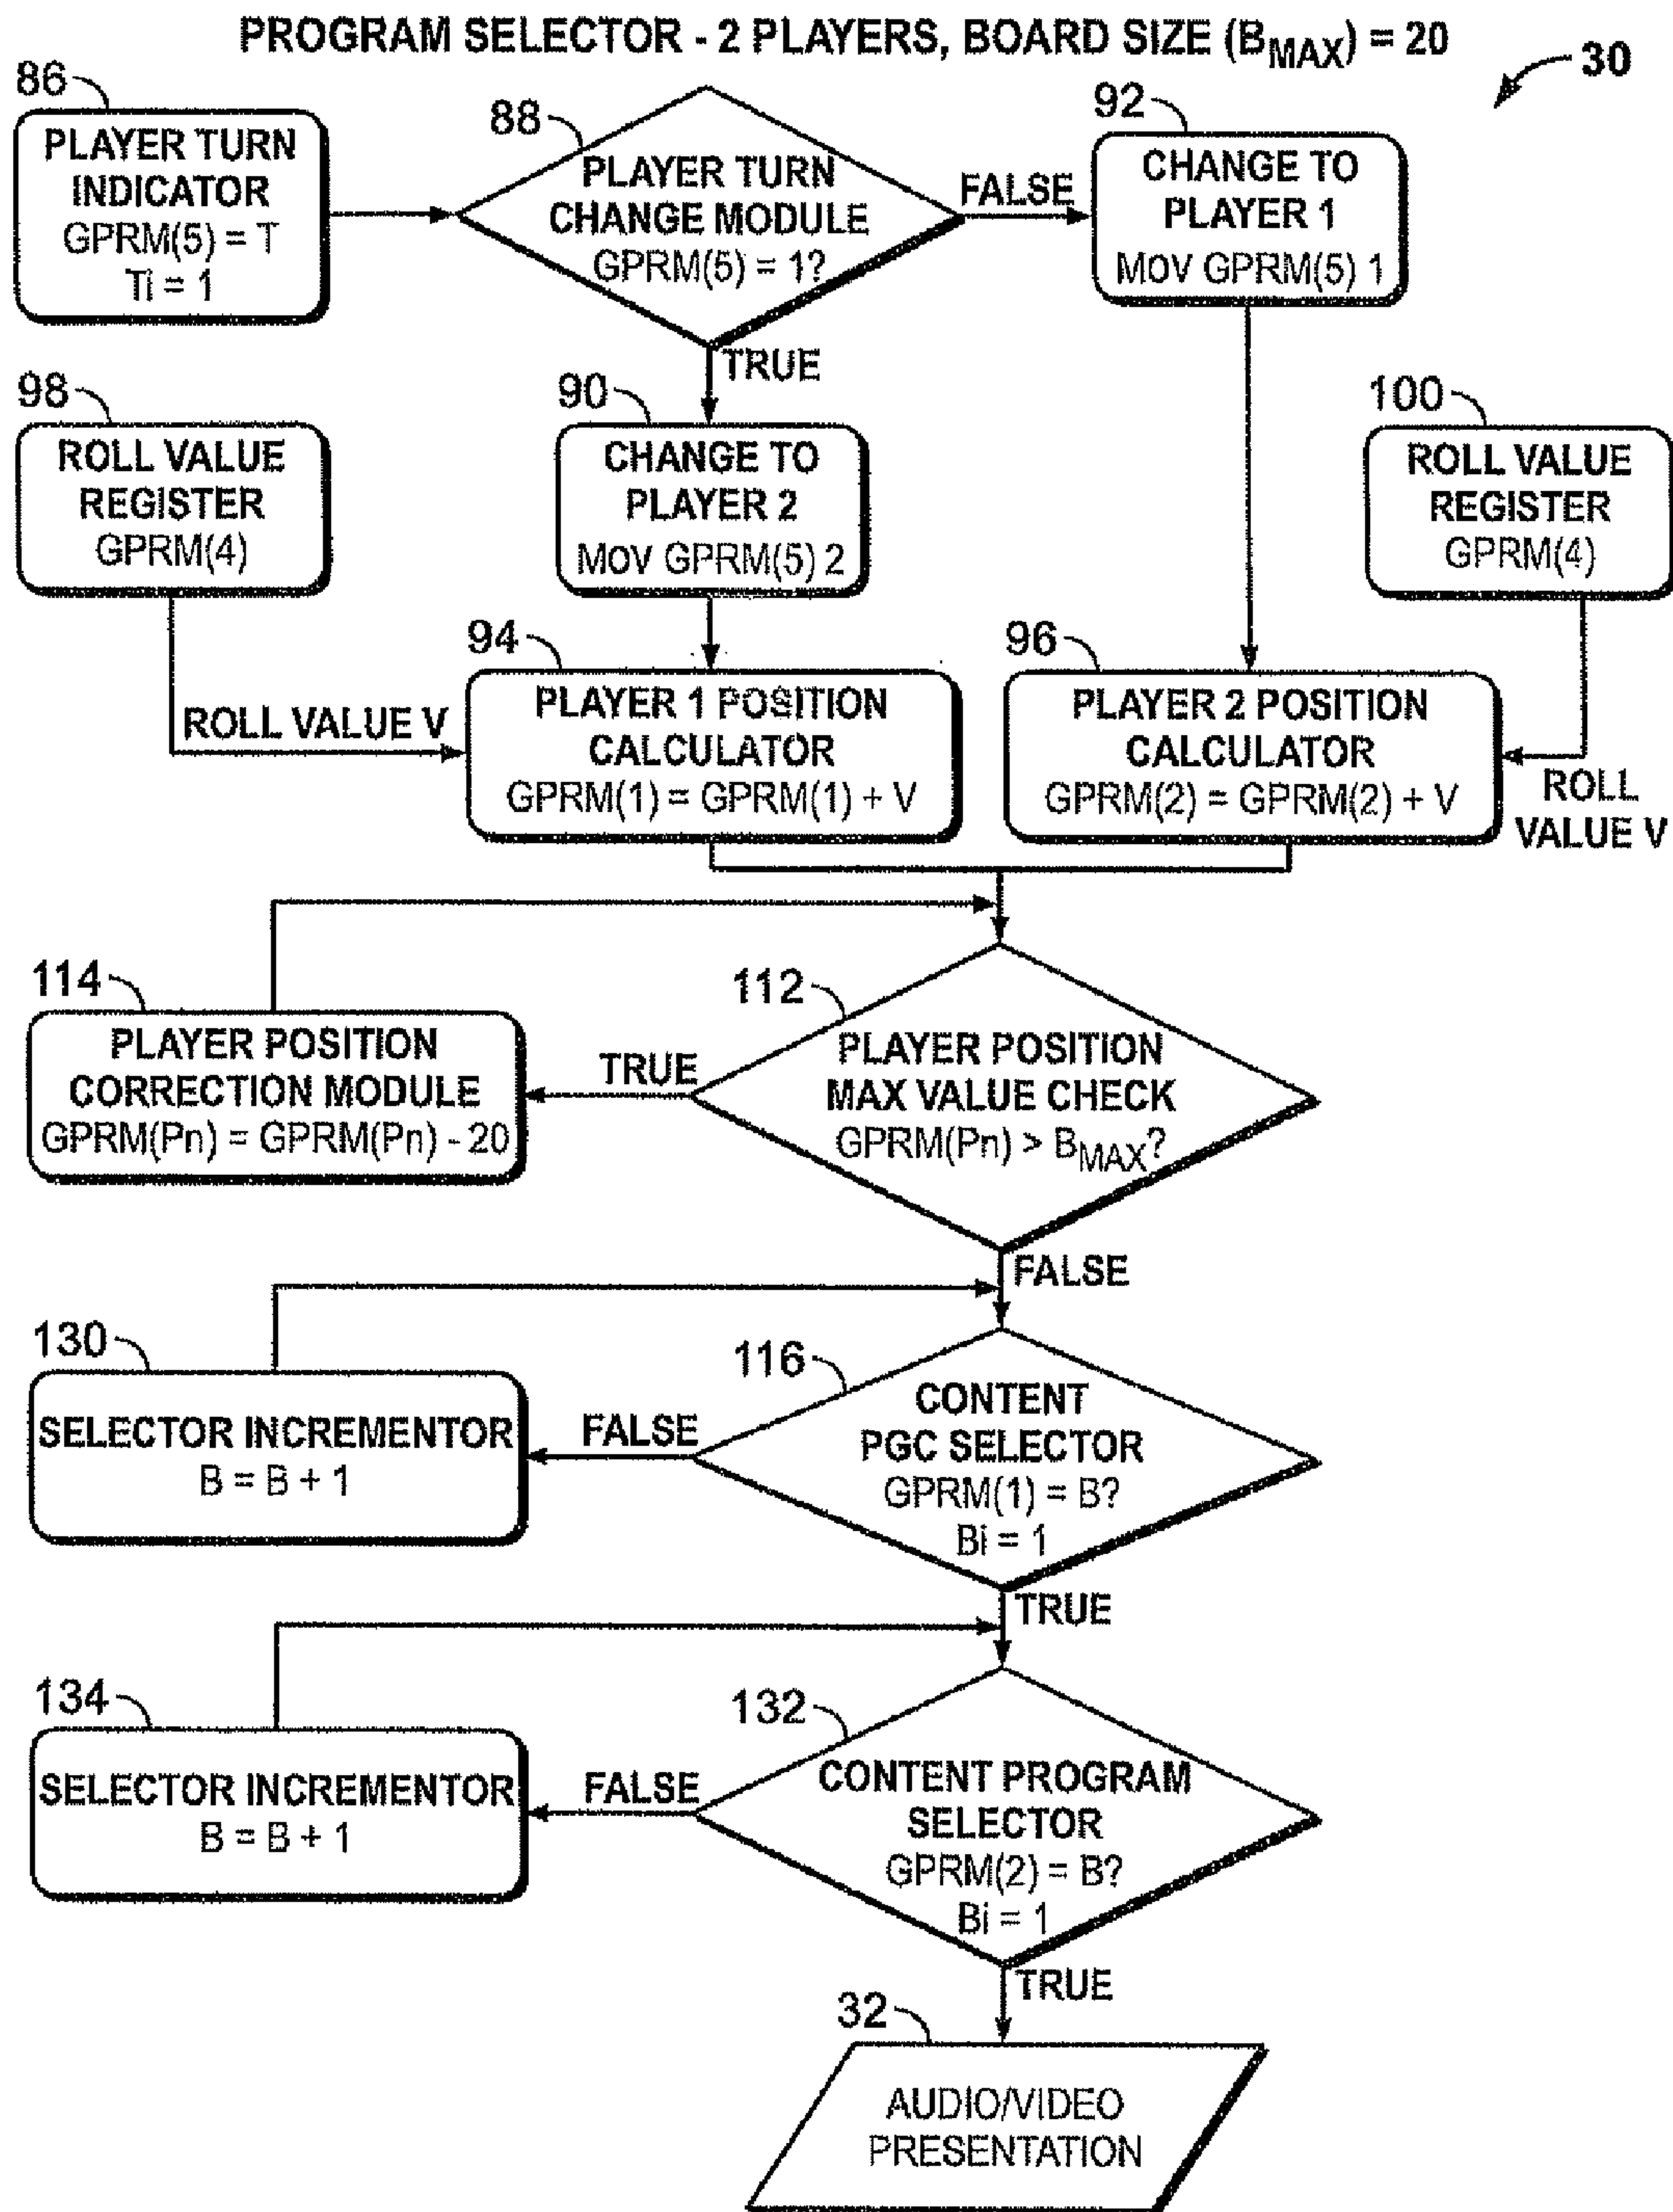 PROGRAM SELECTOR - 2 PLAYERS, BOARD SIZE (BMAX) = 20
30
86
PLAYER TURN
INDICATOR
GPRM(5) = T
Ti = 1
88
PLAYER TURN
CHANGE MODULE
GPRM(5) = 1?
FALSE
92
CHANGE TO
PLAYER 1
MOV GPRM(5) 1
TRUE
98
ROLL VALUE
REGISTER
GPRM(4)
90
CHANGE TO
PLAYER 2
MOV GPRM(5) 2
100
ROLL VALUE
REGISTER
GPRM(4)
ROLL VALUE V
94
PLAYER 1 POSITION
CALCULATOR
GPRM(1) = GPRM(1) + V
96
PLAYER 2 POSITION
CALCULATOR
GPRM(2) = GPRM(2) + V
ROLL
VALUE V
114
PLAYER POSITION
CORRECTION MODULE
GPRM(Pn) = GPRM(Pn) - 20
TRUE
112
PLAYER POSITION
MAX VALUE CHECK
GPRM(Pn) > BMAX?
FALSE
130
SELECTOR INCREMENTOR
B = B + 1
FALSE
116
CONTENT
PGC SELECTOR
GPRM(1) = B?
Bi = 1
TRUE
134
SELECTOR INCREMENTOR
B = B + 1
FALSE
132
CONTENT PROGRAM
SELECTOR
GPRM(2) = B?
Bi = 1
TRUE
32
AUDIO/VIDEO
PRESENTATION